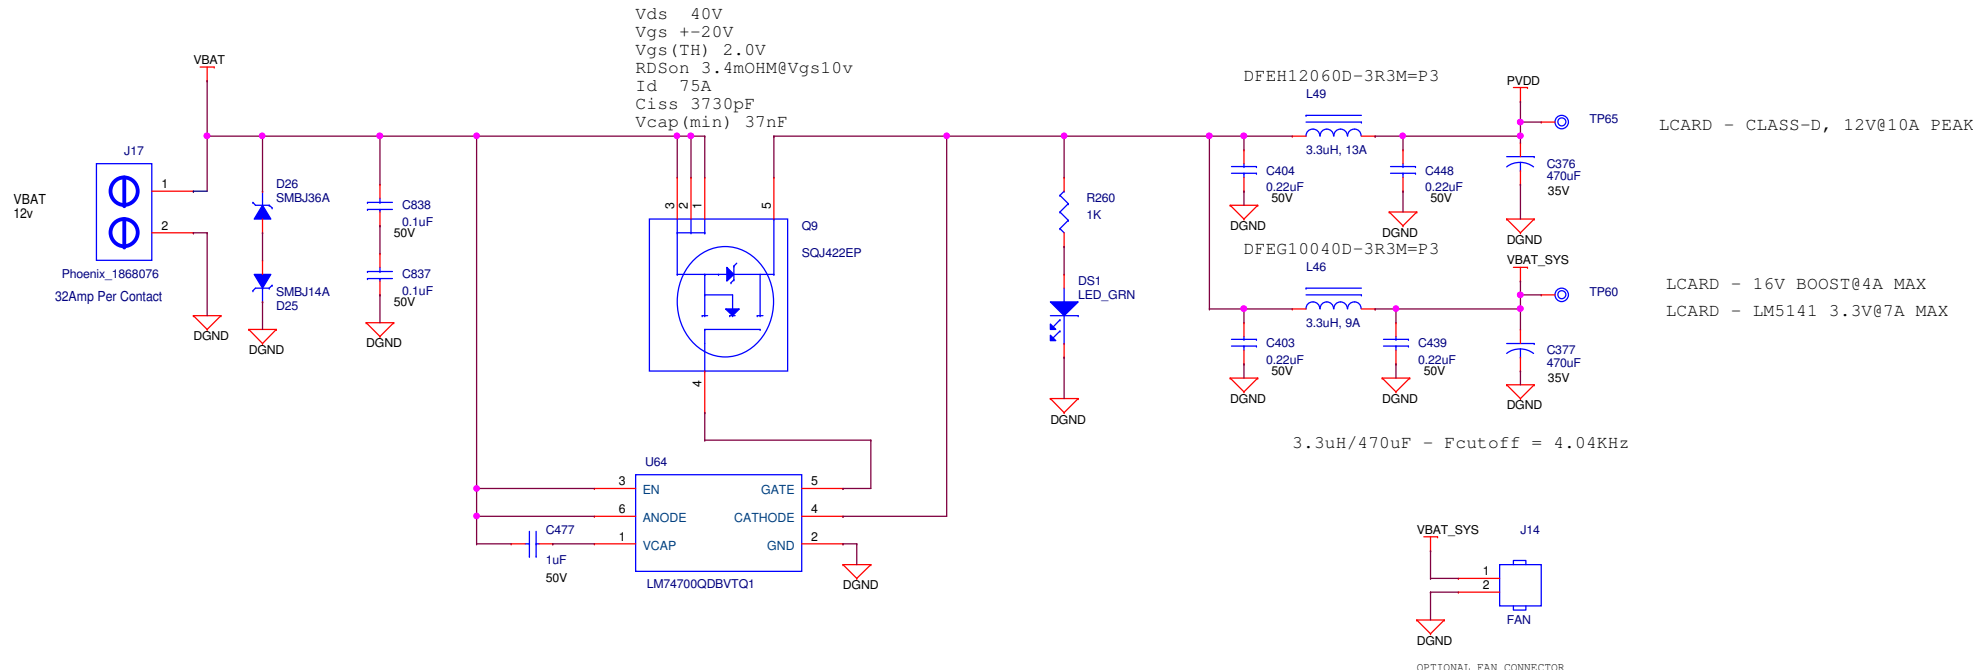 Vds  40V
Vgs +-20V
Vgs(TH) 2.0V
RDSon 3.4mOHM@Vgs10v
Id  75A
Ciss 3730pF
Vcap(min) 37nF
VBAT
J17
1
2
VBAT
12v
Phoenix_1868076
32Amp Per Contact
DGND
D26
SMBJ36A
SMBJ14A
D25
DGND
C838
0.1uF
50V
C837
0.1uF
50V
DGND
3
2
1
5
Q9
SQJ422EP
4
U64
3
EN
6
ANODE
1
VCAP
GATE
5
CATHODE
4
GND
2
LM74700QDBVTQ1
C477
1uF
50V
DGND
R260
1K
DS1
LED_GRN
DGND
DFEH12060D-3R3M=P3
L49
3.3uH, 13A
C404
0.22uF
50V
DGND
C448
0.22uF
50V
DGND
PVDD
TP65
C376
470uF
35V
DGND
LCARD - CLASS-D, 12V@10A PEAK
DFEG10040D-3R3M=P3
L46
3.3uH, 9A
C403
0.22uF
50V
DGND
C439
0.22uF
50V
DGND
VBAT_SYS
TP60
C377
470uF
35V
DGND
LCARD - 16V BOOST@4A MAX
LCARD - LM5141 3.3V@7A MAX
3.3uH/470uF - Fcutoff = 4.04KHz
VBAT_SYS
J14
1
2
FAN
DGND
OPTIONAL FAN CONNECTOR